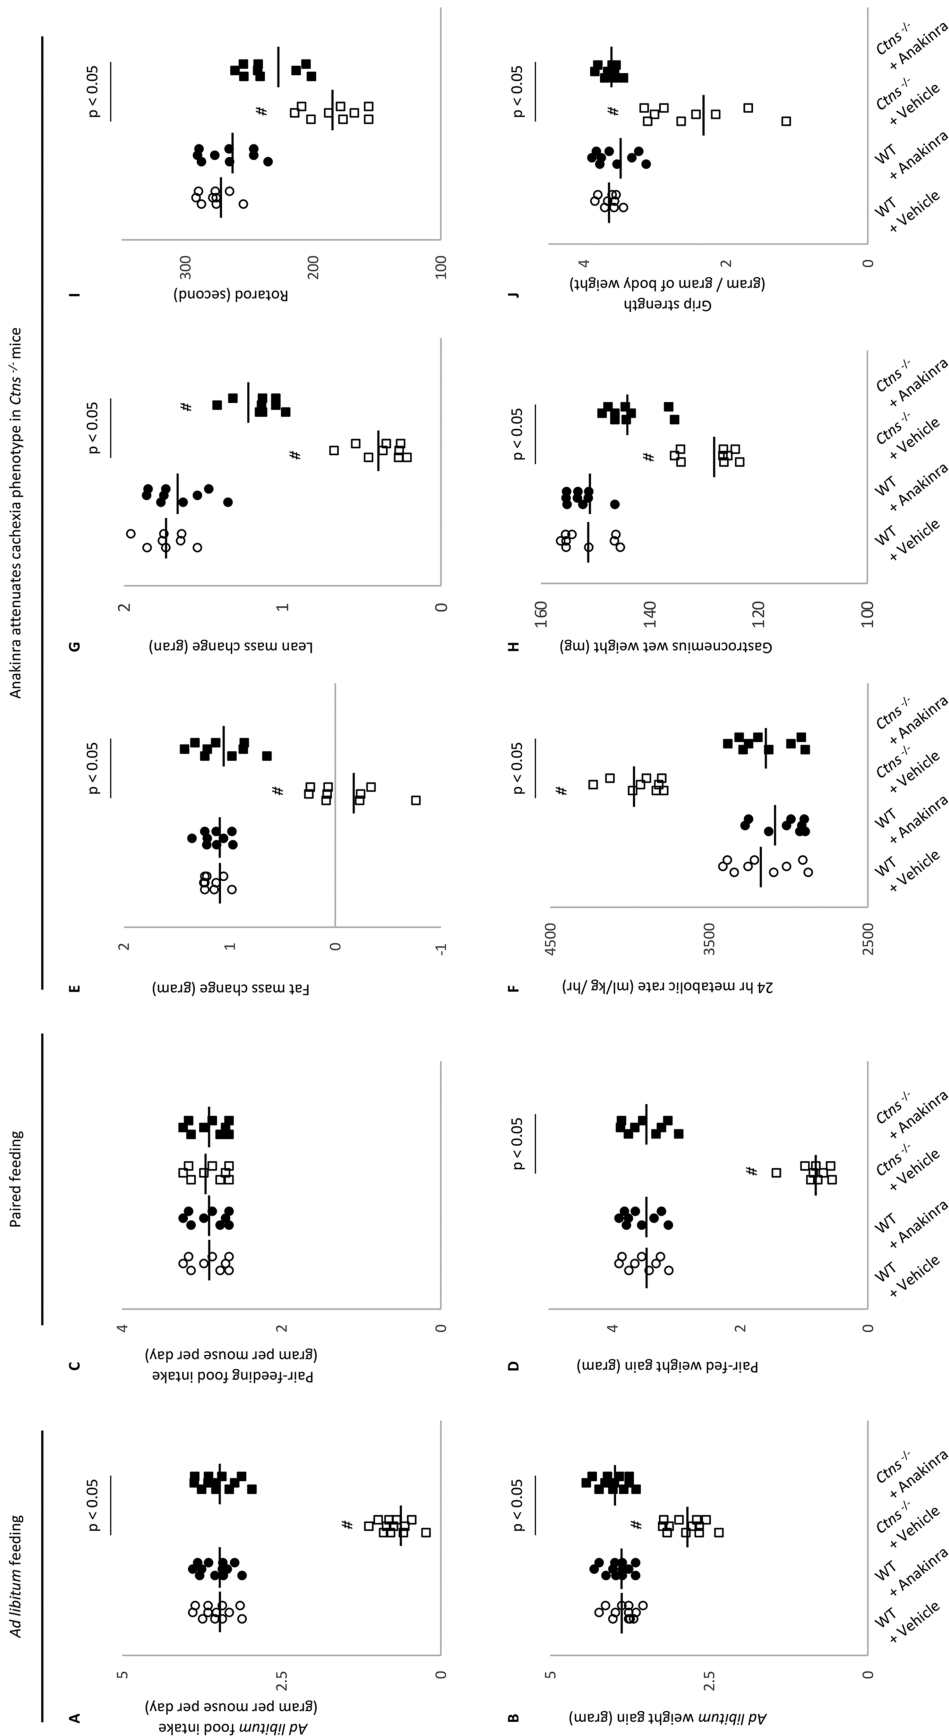 Ad libitum feeding
Paired feeding
Anakinra attenuates cachexia phenotype in Ctns -/- mice
A
Ad libitum food intake
(gram per mouse per day)
5
2.5
0
#
p < 0.05
C
Pair-feeding food intake
(gram per mouse per day)
4
2
0
E
Fat mass change (gram)
2
1
0
-1
#
p < 0.05
G
Lean mass change (gran)
2
1
0
#
#
p < 0.05
I
Rotarod (second)
300
200
100
#
p < 0.05
B
Ad libitum weight gain (gram)
5
2.5
0
#
p < 0.05
WT
+ Vehicle
WT
+ Anakinra
Ctns -/-
+ Vehicle
Ctns -/-
+ Anakinra
D
Pair-fed weight gain (gram)
4
2
0
#
p < 0.05
WT
+ Vehicle
WT
+ Anakinra
Ctns -/-
+ Vehicle
Ctns -/-
+ Anakinra
F
24 hr metabolic rate (ml/kg/hr)
4500
3500
2500
#
p < 0.05
WT
+ Vehicle
WT
+ Anakinra
Ctns -/-
+ Vehicle
Ctns -/-
+ Anakinra
H
Gastrocnemius wet weight (mg)
160
140
120
100
#
p < 0.05
WT
+ Vehicle
WT
+ Anakinra
Ctns -/-
+ Vehicle
Ctns -/-
+ Anakinra
J
Grip strength
(gram / gram of body weight)
4
2
0
#
p < 0.05
WT
+ Vehicle
WT
+ Anakinra
Ctns -/-
+ Vehicle
Ctns -/-
+ Anakinra